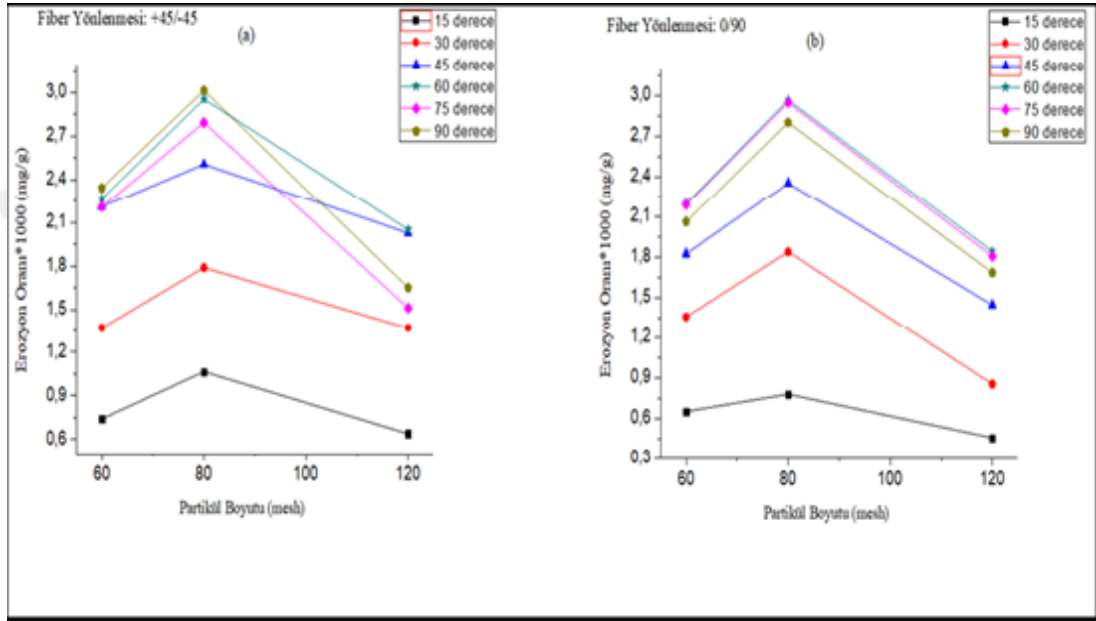 Fiber Yönlenmesi: +45/-45
(a)
15 derece
30 derece
45 derece
60 derece
75 derece
90 derece
3,0
2,7
2,4
2,1
1,8
1,5
1,2
0,9
0,6
Erozyon Oranı*1000 (mg/g)
60
80
100
120
Partikül Boyutu (mesh)
Fiber Yönlenmesi: 0/90
(b)
15 derece
30 derece
45 derece
60 derece
75 derece
90 derece
3,0
2,7
2,4
2,1
1,8
1,5
1,2
0,9
0,6
0,3
Erozyon Oranı*1000 (mg/g)
60
80
100
120
Partikül Boyutu (mesh)